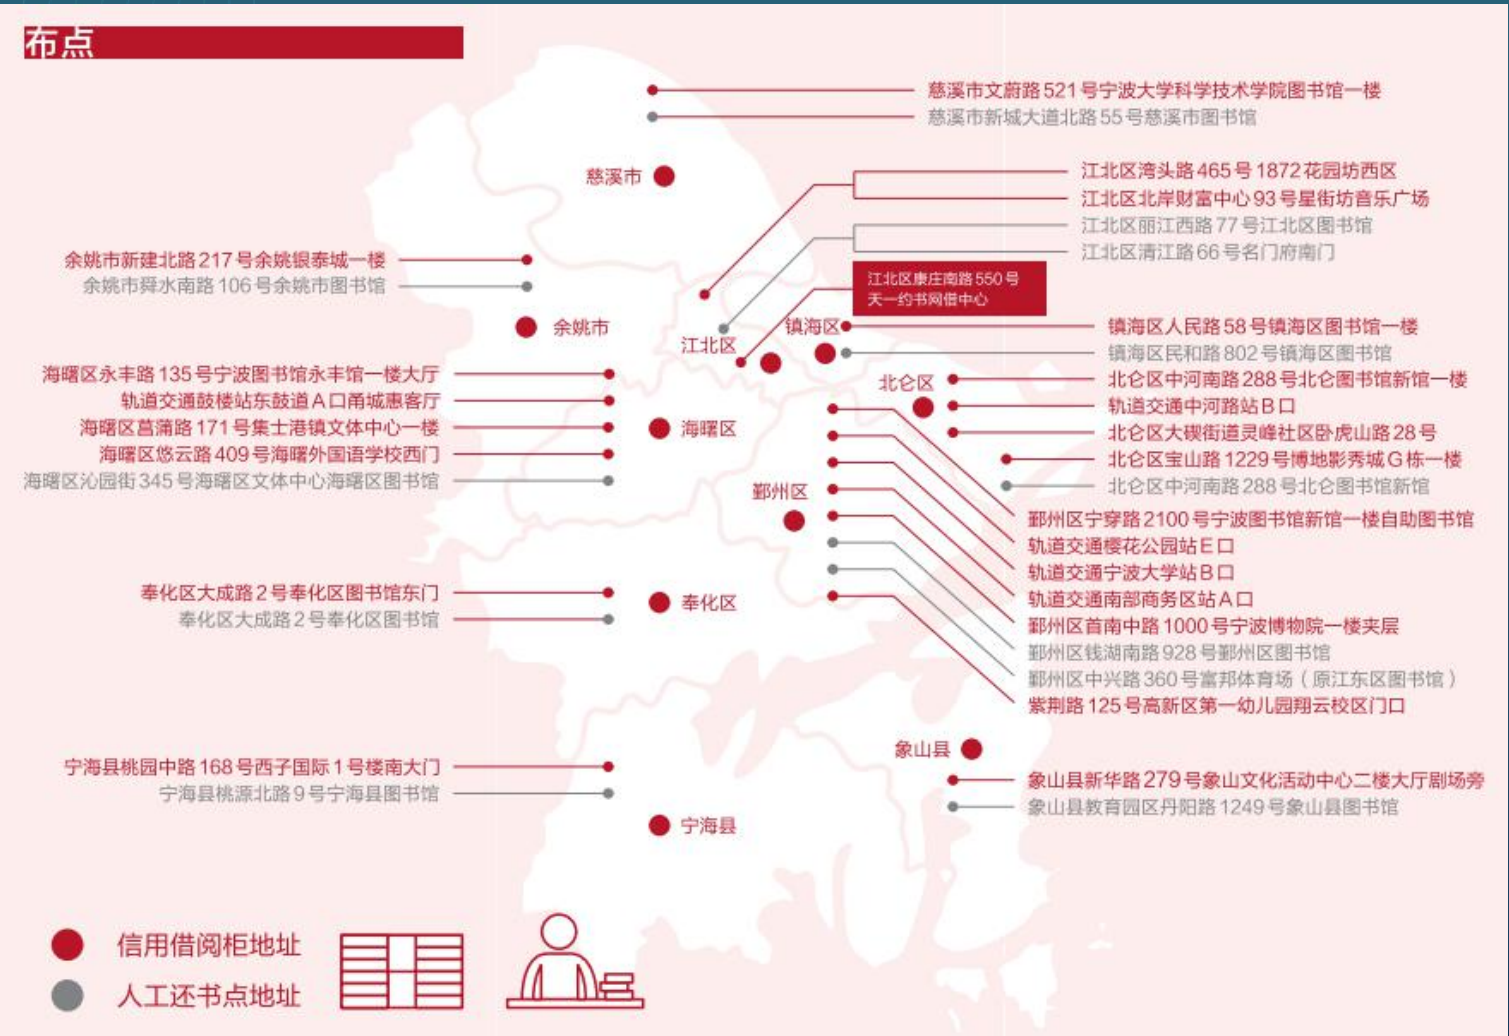 布点
慈溪市文蔚路521号宁波大学科学技术学院图书馆一楼
慈溪市新城大道北路55号慈溪市图书馆
慈溪市
江北区湾头路465号1872花园坊西区
江北区北岸财富中心93号星街坊音乐广场
江北区丽江西路77号江北区图书馆
江北区清江路66号名门府南门
江北区康庄南路550号
天一约书网借中心
余姚市新建北路217号余姚银泰城一楼
余姚市舜水南路106号余姚市图书馆
余姚市
江北区
镇海区
镇海区人民路58号镇海区图书馆一楼
镇海区民和路802号镇海区图书馆
北仑区
北仑区中河南路288号北仑图书馆新馆一楼
轨道交通中河路站B口
北仑区大碶街道灵峰社区卧虎山路28号
北仑区宝山路1229号博地影秀城G栋一楼
北仑区中河南路288号北仑图书馆新馆
海曙区永丰路135号宁波图书馆永丰馆一楼大厅
轨道交通鼓楼站东鼓道A口甬城惠客厅
海曙区菖蒲路171号集士港镇文体中心一楼
海曙区悠云路409号海曙外国语学校西门
海曙区沁园街345号海曙区文体中心海曙区图书馆
海曙区
鄞州区
鄞州区宁穿路2100号宁波图书馆新馆一楼自助图书馆
轨道交通樱花公园站E口
轨道交通宁波大学站B口
轨道交通南部商务区站A口
鄞州区首南中路1000号宁波博物院一楼夹层
鄞州区钱湖南路928号鄞州区图书馆
鄞州区中兴路360号富邦体育场（原江东区图书馆）
紫荆路125号高新区第一幼儿园翔云校区门口
奉化区大成路2号奉化区图书馆东门
奉化区大成路2号奉化区图书馆
奉化区
象山县
象山县新华路279号象山文化活动中心二楼大厅剧场旁
象山县教育园区丹阳路1249号象山县图书馆
宁海县桃园中路168号西子国际1号楼南大门
宁海县桃源北路9号宁海县图书馆
宁海县
信用借阅柜地址
人工还书点地址